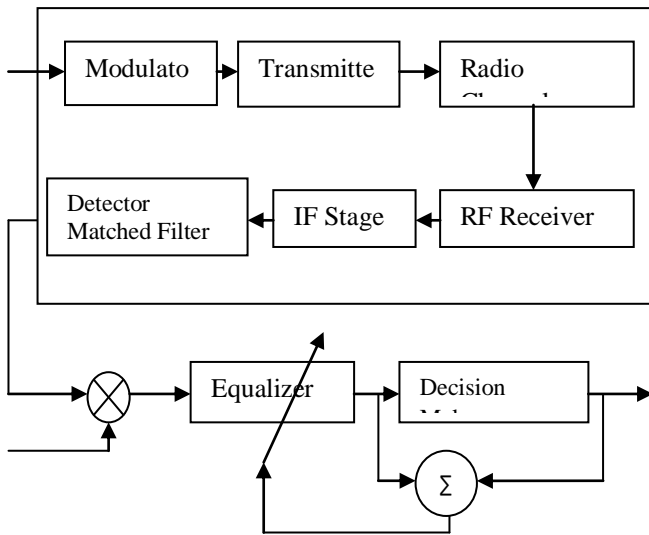 Modulato
Transmitte
Radio
IF Stage
RF Receiver
Detector
Matched Filter
Equalizer
Decision
Σ